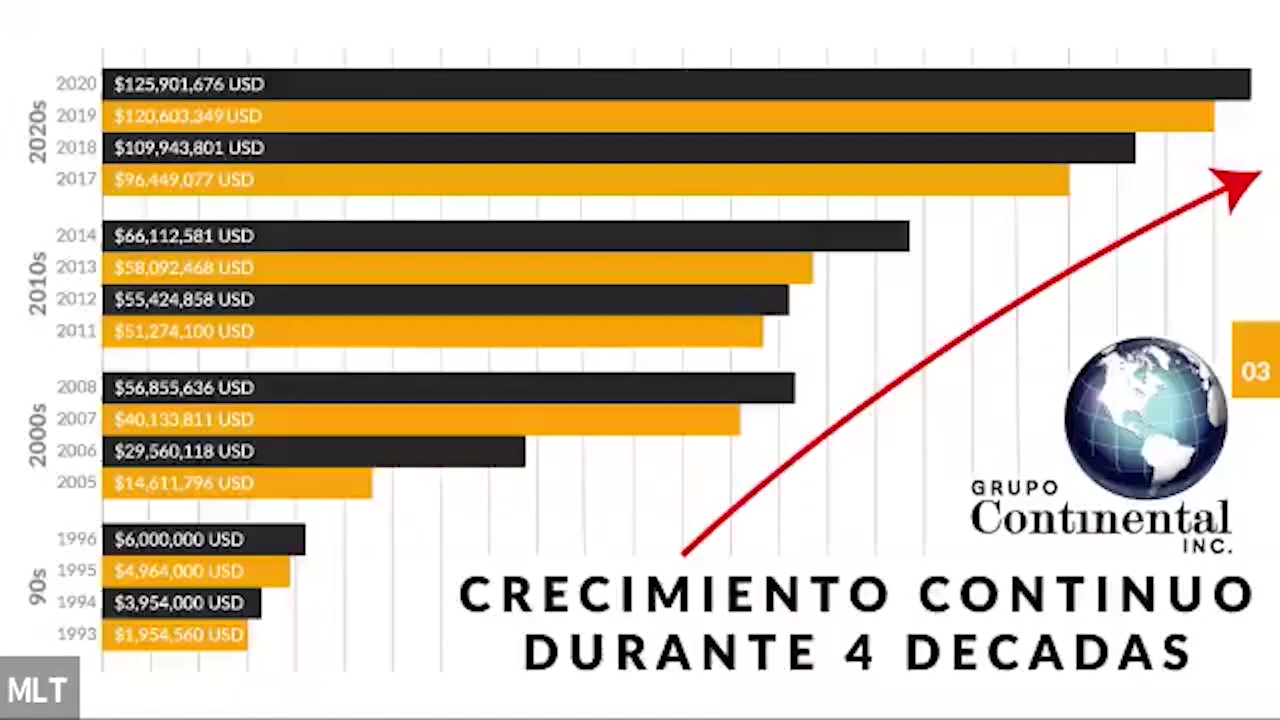 2020s
2020 $125,901,676 USD
2019 $120,603,349 USD
2018 $109,943,801 USD
2017 $96,449,077 USD
2010s
2014 $66,112,581 USD
2013 $58,092,468 USD
2012 $55,424,858 USD
2011 $51,274,100 USD
2000s
2008 $56,855,636 USD
2007 $40,133,811 USD
2006 $29,560,118 USD
2005 $14,611,796 USD
90s
1996 $6,000,000 USD
1995 $4,964,000 USD
1994 $3,954,000 USD
1993 $1,954,560 USD
03
GRUPO
Continental
INC.
CRECIMIENTO CONTINUO
DURANTE 4 DECADAS
MLT